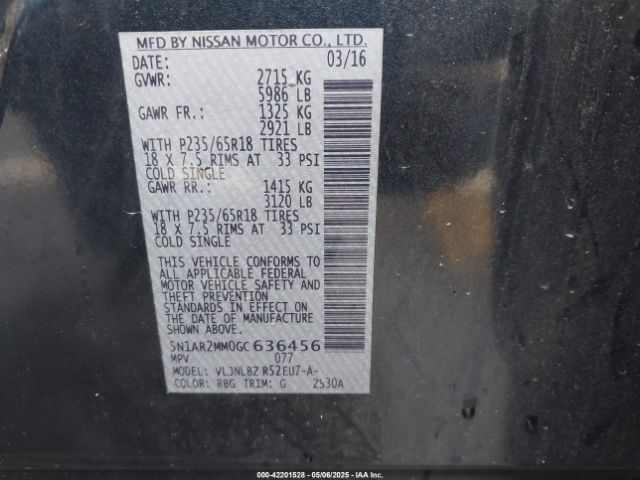 MFD BY NISSAN MOTOR CO., LTD.
DATE: 03/16
GVWR: 2715 KG
5986 LB
GAWR FR.: 1325 KG
2921 LB
WITH P235/65R18 TIRES
18 X 7.5 RIMS AT 33 PSI
COLD SINGLE
GAWR RR.: 1415 KG
3120 LB
WITH P235/65R18 TIRES
18 X 7.5 RIMS AT 33 PSI
COLD SINGLE
THIS VEHICLE CONFORMS TO
ALL APPLICABLE FEDERAL
MOTOR VEHICLE SAFETY AND
THEFT PREVENTION
STANDARDS IN EFFECT ON
THE DATE OF MANUFACTURE
SHOWN ABOVE.
5N1AR2MM0GC636456
MPV 077
MODEL: VLJNLBZ R52EU7-A-
COLOR: RBG TRIM: G 2S30A
000-42201528 - 05/06/2025 - IAA Inc.